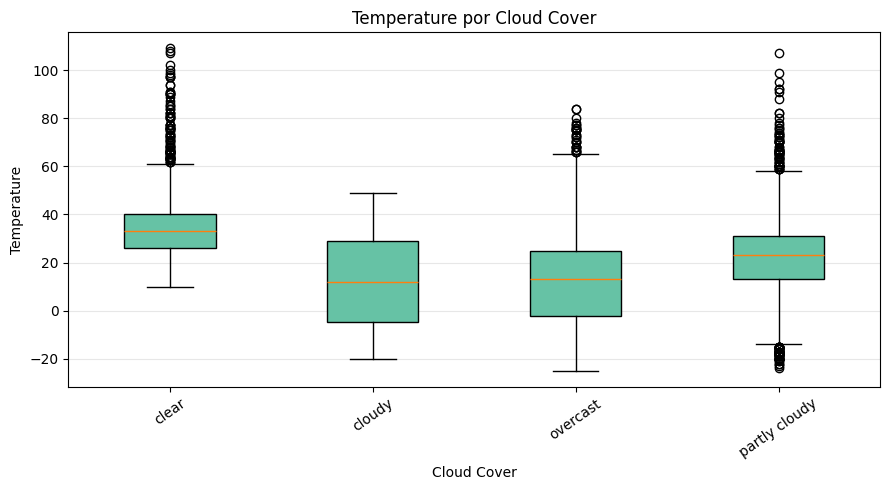 Temperature por Cloud Cover
Temperature
100
80
60
40
20
0
−20
clear
cloudy
overcast
partly cloudy
Cloud Cover